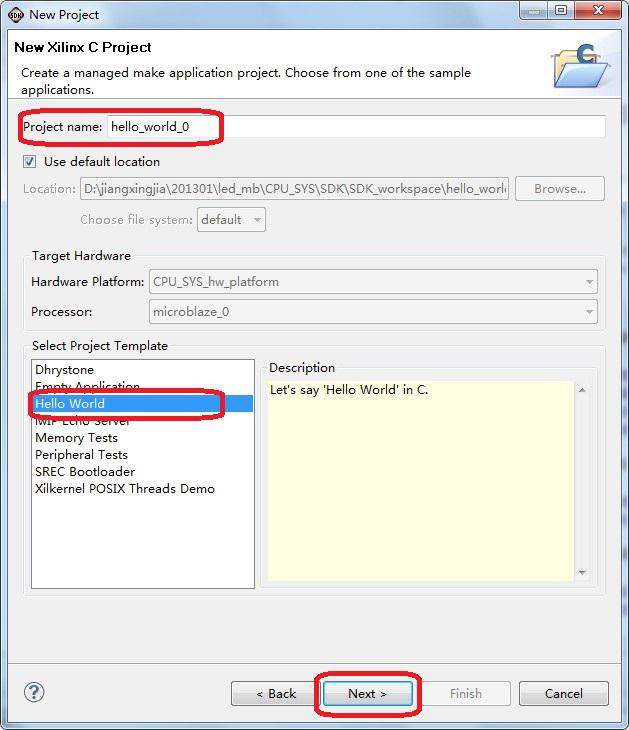 SDK New Project
New Xilinx C Project
Create a managed make application project. Choose from one of the sample
applications.
C
Project name: hello_world_0
Use default location
Location: D:\jiangxingjia\201301\led_mb\CPU_SYS\SDK\SDK_workspace\hello_worl Browse...
Choose file system: default
Target Hardware
Hardware Platform: CPU_SYS_hw_platform
Processor: microblaze_0
Select Project Template
Dhrystone
Empty Application
Hello World
lwIP Echo Server
Memory Tests
Peripheral Tests
SREC Bootloader
Xilkernel POSIX Threads Demo
Description
Let's say 'Hello World' in C.
? < Back Next > Finish Cancel